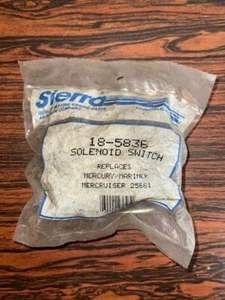 Sierra
18-5836
SOLENOID SWITCH
REPLACES
MERCURY/MARINER
MERCRUISER 25661